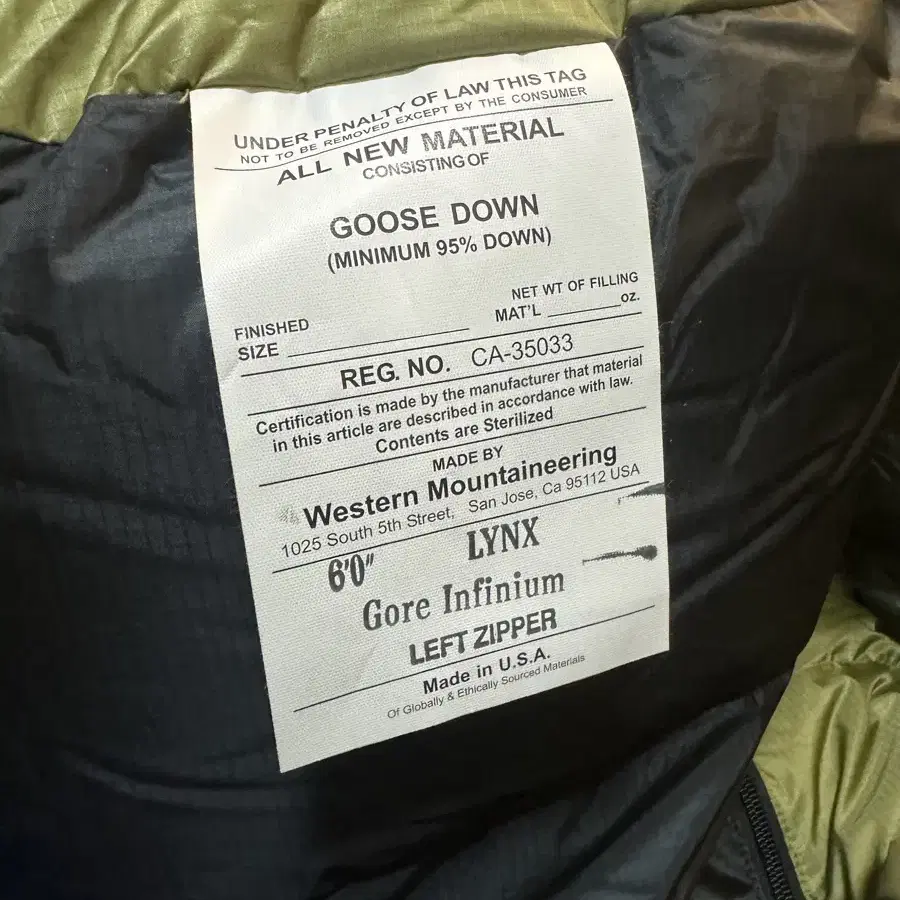 UNDER PENALTY OF LAW THIS TAG
NOT TO BE REMOVED EXCEPT BY THE CONSUMER
ALL NEW MATERIAL
CONSISTING OF
GOOSE DOWN
(MINIMUM 95% DOWN)
NET WT OF FILLING
FINISHED
SIZE
MAT'L oz.
REG. NO. CA-35033
Certification is made by the manufacturer that material
in this article are described in accordance with law.
Contents are Sterilized
MADE BY
Western Mountaineering
1025 South 5th Street, San Jose, Ca 95112 USA
6'0" LYNX
Gore Infinium
LEFT ZIPPER
Made in U.S.A.
Of Globally & Ethically Sourced Materials